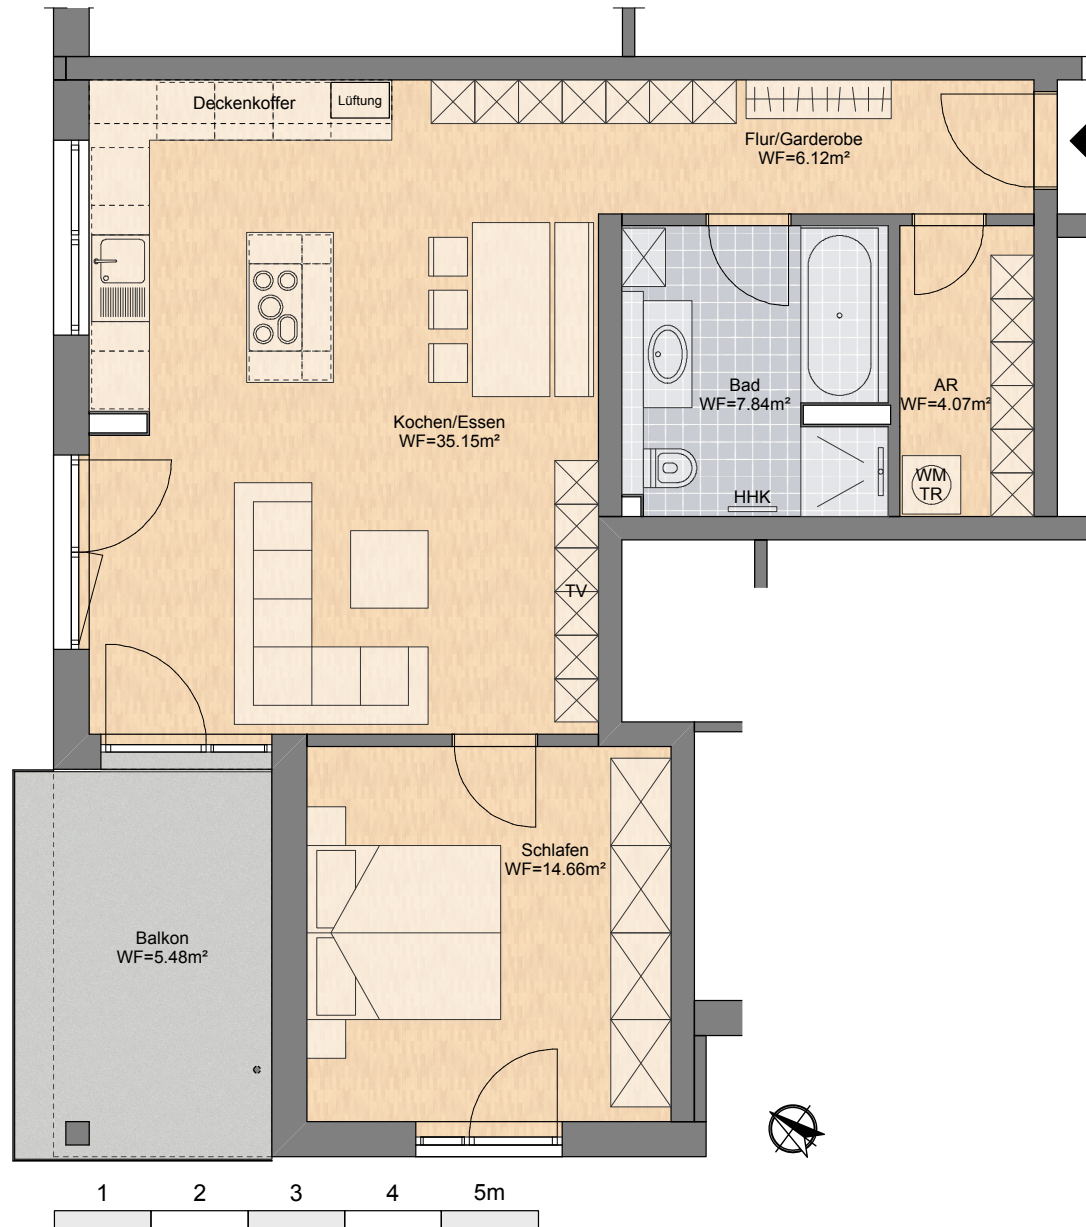 Deckenkoffer
Lüftung
Flur/Garderobe
WF=6.12m²
Kochen/Essen
WF=35.15m²
Bad
WF=7.84m²
AR
WF=4.07m²
HHK
WM
TR
TV
Schlafen
WF=14.66m²
Balkon
WF=5.48m²
1 2 3 4 5m